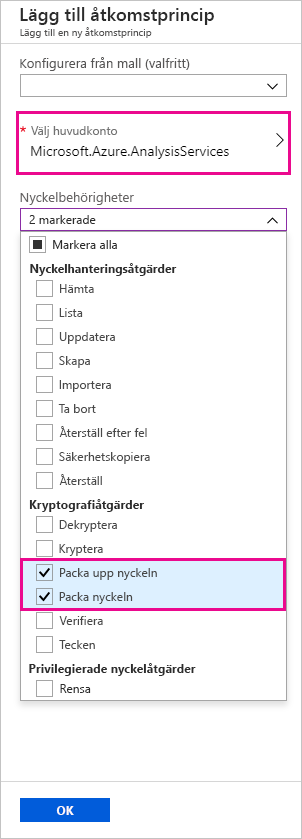 Lägg till åtkomstprincip
Lägg till en ny åtkomstprincip
Konfigurera från mall (valfritt)
* Välj huvudkonto
Microsoft.Azure.AnalysisServices
Nyckelbehörigheter
2 markerade
Markera alla
Nyckelhanteringsåtgärder
Hämta
Lista
Uppdatera
Skapa
Importera
Ta bort
Återställ efter fel
Säkerhetskopiera
Återställ
Kryptografiåtgärder
Dekryptera
Kryptera
Packa upp nyckeln
Packa nyckeln
Verifiera
Tecken
Privilegierade nyckelåtgärder
Rensa
OK